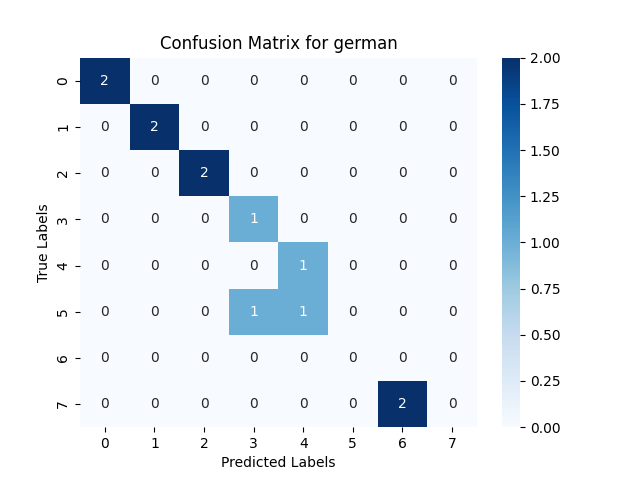 Confusion Matrix for german
True Labels
0 2 0 0 0 0 0 0 0
1 0 2 0 0 0 0 0 0
2 0 0 2 0 0 0 0 0
3 0 0 0 1 0 0 0 0
4 0 0 0 0 1 0 0 0
5 0 0 0 1 1 0 0 0
6 0 0 0 0 0 0 0 0
7 0 0 0 0 0 0 2 0
0 1 2 3 4 5 6 7
Predicted Labels
2.00
1.75
1.50
1.25
1.00
0.75
0.50
0.25
0.00